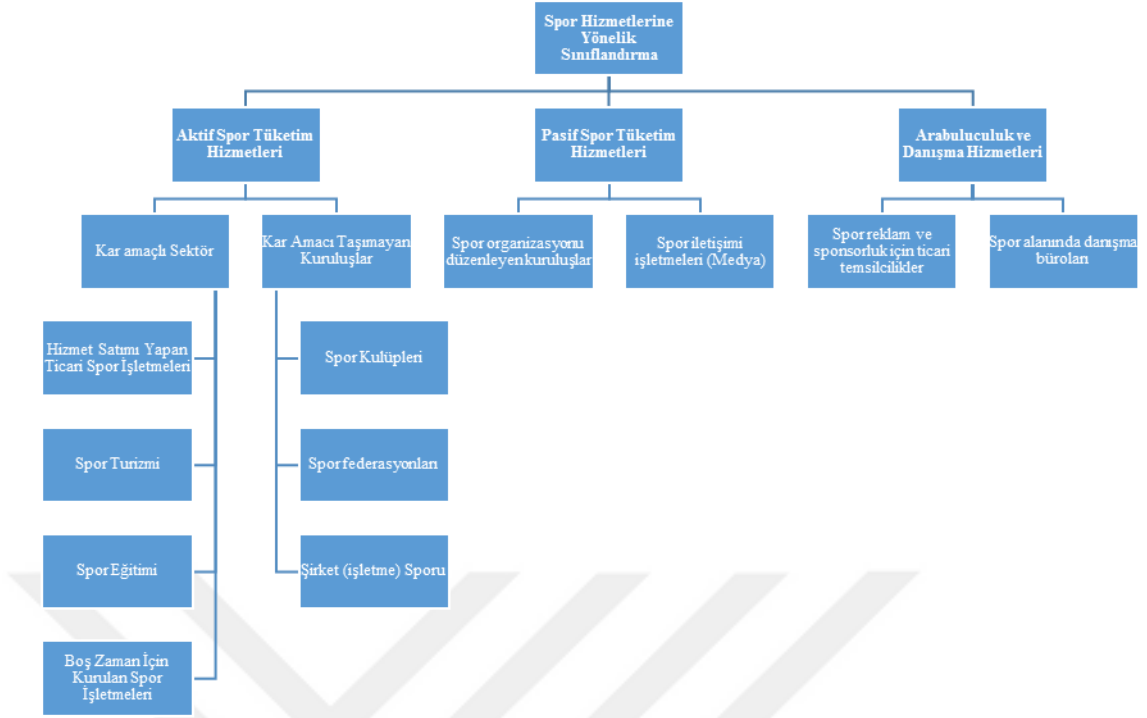 Spor Hizmetlerine
Yönelik
Sınıflandırma
Aktif Spor Tüketim
Hizmetleri
Pasif Spor Tüketim
Hizmetleri
Arabuluculuk ve
Danışma Hizmetleri
Kar amaçlı Sektör
Kar Amacı Taşımayan
Kuruluşlar
Spor organizasyonu
düzenleyen kuruluşlar
Spor iletişimi
işletmeleri (Medya)
Spor reklam ve
sponsorluk için ticari
temsilcilikler
Spor alanında danışma
büroları
Hizmet Satımı Yapan
Ticari Spor İşletmeleri
Spor Turizmi
Spor Eğitimi
Boş Zaman İçin
Kurulan Spor
İşletmeleri
Spor Kulüpleri
Spor federasyonları
Şirket (işletme) Sporu